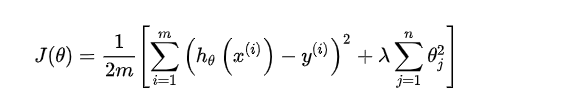 J(θ) = \frac{1}{2m} \left[ \sum_{i=1}^{m} \left( h_θ \left( x^{(i)} \right) - y^{(i)} \right)^2 + λ \sum_{j=1}^{n} θ_j^2 \right]